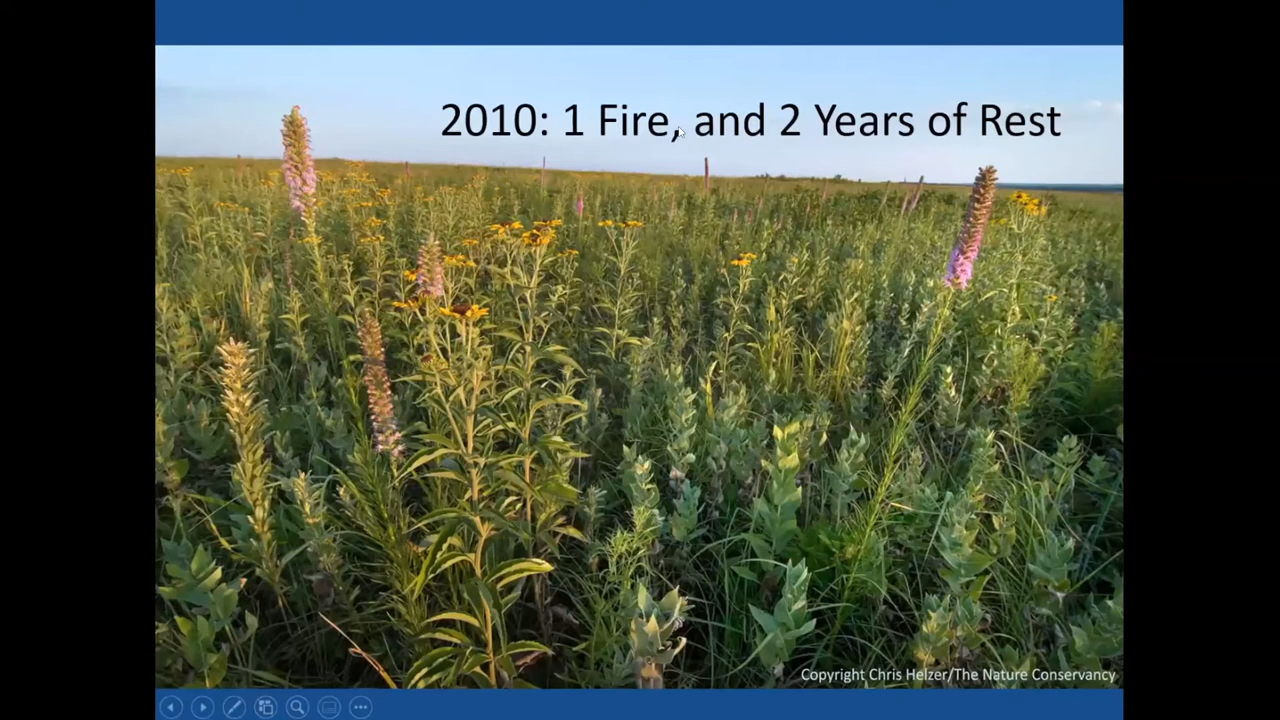 2010: 1 Fire, and 2 Years of Rest
Copyright Chris Helzer/The Nature Conservancy